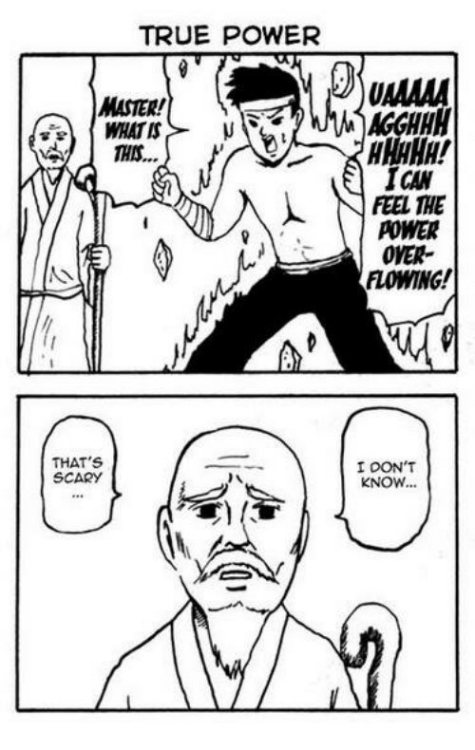 TRUE POWER
UAAAAA
AGGHHH
HHHHH!
I CAN
FEEL THE
POWER
OVER-
FLOWING!
MASTER!
WHAT IS
THIS...
I DON'T
KNOW...
THAT'S
SCARY
...